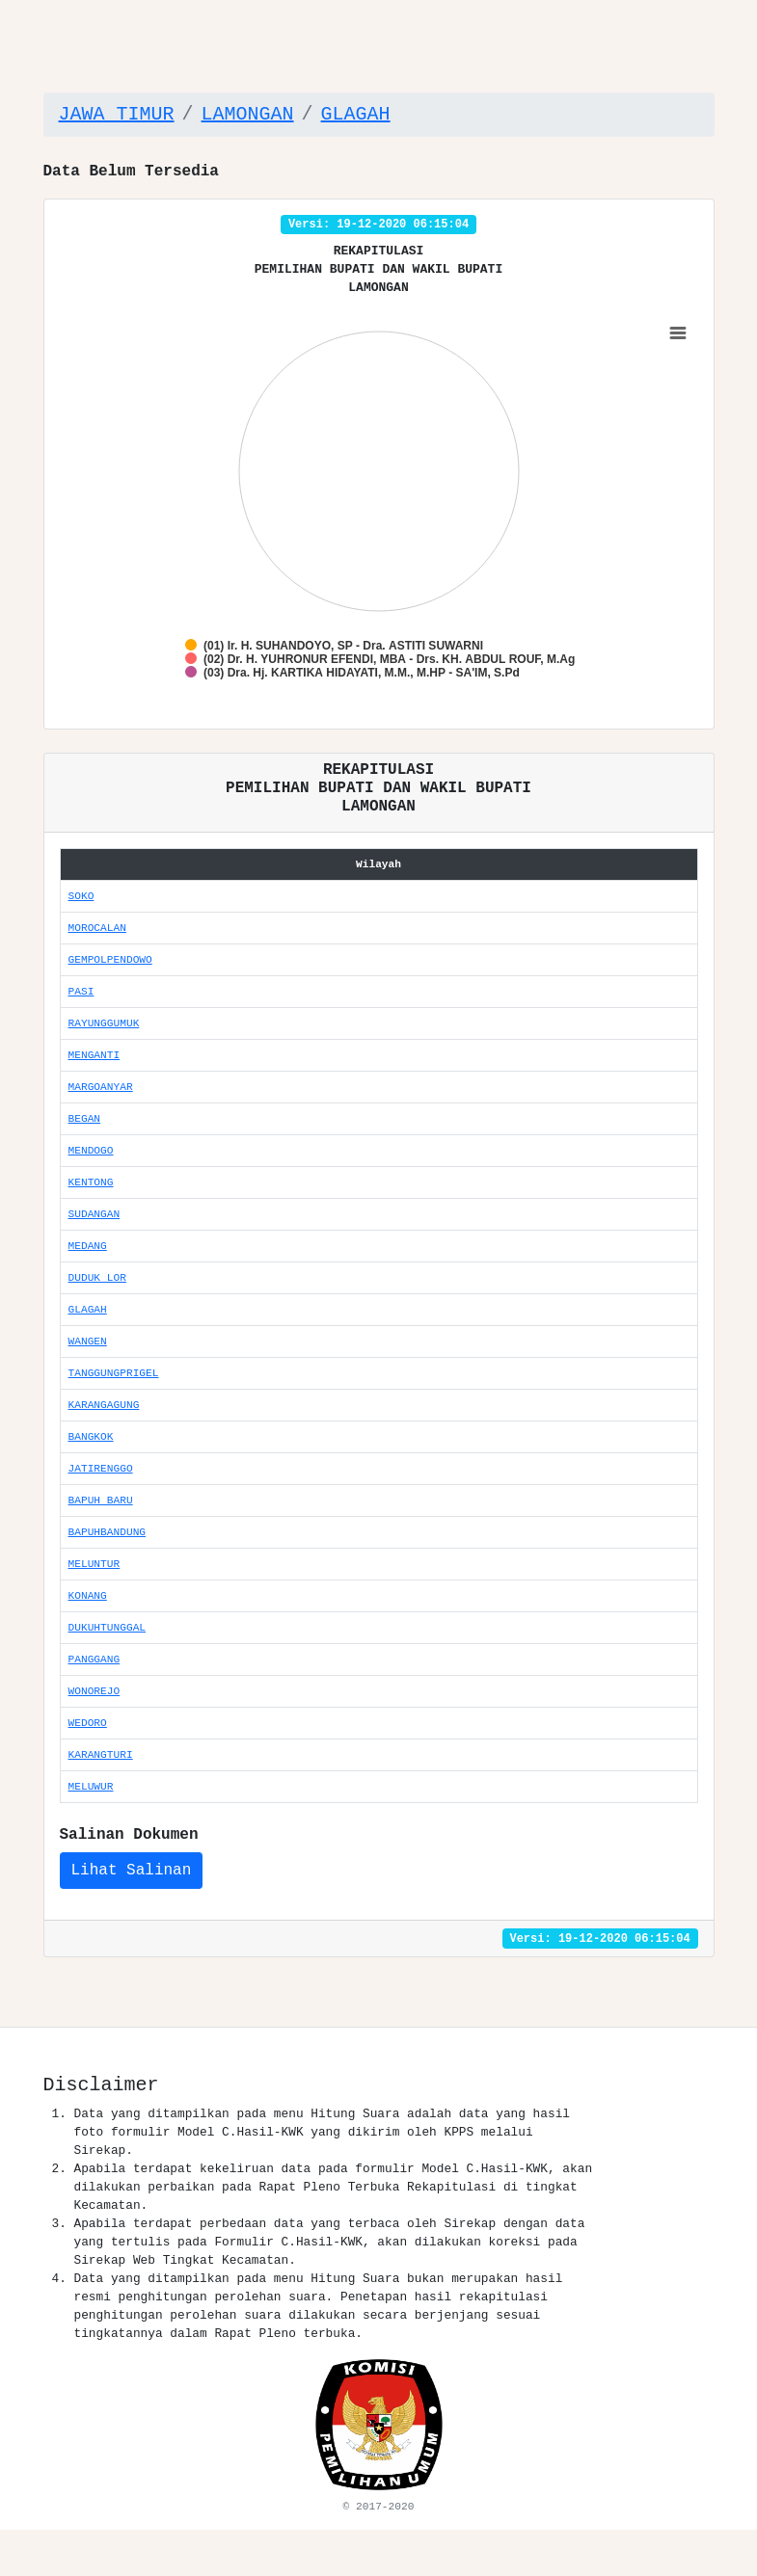 JAWA TIMUR / LAMONGAN / GLAGAH
Data Belum Tersedia
Versi: 19-12-2020 06:15:04
REKAPITULASI
PEMILIHAN BUPATI DAN WAKIL BUPATI
LAMONGAN
(01) Ir. H. SUHANDOYO, SP - Dra. ASTITI SUWARNI
(02) Dr. H. YUHRONUR EFENDI, MBA - Drs. KH. ABDUL ROUF, M.Ag
(03) Dra. Hj. KARTIKA HIDAYATI, M.M., M.HP - SA'IM, S.Pd
REKAPITULASI
PEMILIHAN BUPATI DAN WAKIL BUPATI
LAMONGAN
Wilayah
SOKO
MOROCALAN
GEMPOLPENDOWO
PASI
RAYUNGGUMUK
MENGANTI
MARGOANYAR
BEGAN
MENDOGO
KENTONG
SUDANGAN
MEDANG
DUDUK LOR
GLAGAH
WANGEN
TANGGUNGPRIGEL
KARANGAGUNG
BANGKOK
JATIRENGGO
BAPUH BARU
BAPUHBANDUNG
MELUNTUR
KONANG
DUKUHTUNGGAL
PANGGANG
WONOREJO
WEDORO
KARANGTURI
MELUWUR
Salinan Dokumen
Lihat Salinan
Versi: 19-12-2020 06:15:04
Disclaimer
1. Data yang ditampilkan pada menu Hitung Suara adalah data yang hasil
foto formulir Model C.Hasil-KWK yang dikirim oleh KPPS melalui
Sirekap.
2. Apabila terdapat kekeliruan data pada formulir Model C.Hasil-KWK, akan
dilakukan perbaikan pada Rapat Pleno Terbuka Rekapitulasi di tingkat
Kecamatan.
3. Apabila terdapat perbedaan data yang terbaca oleh Sirekap dengan data
yang tertulis pada Formulir C.Hasil-KWK, akan dilakukan koreksi pada
Sirekap Web Tingkat Kecamatan.
4. Data yang ditampilkan pada menu Hitung Suara bukan merupakan hasil
resmi penghitungan perolehan suara. Penetapan hasil rekapitulasi
penghitungan perolehan suara dilakukan secara berjenjang sesuai
tingkatannya dalam Rapat Pleno terbuka.
KOMISI
PEMILIHAN UMUM
© 2017-2020